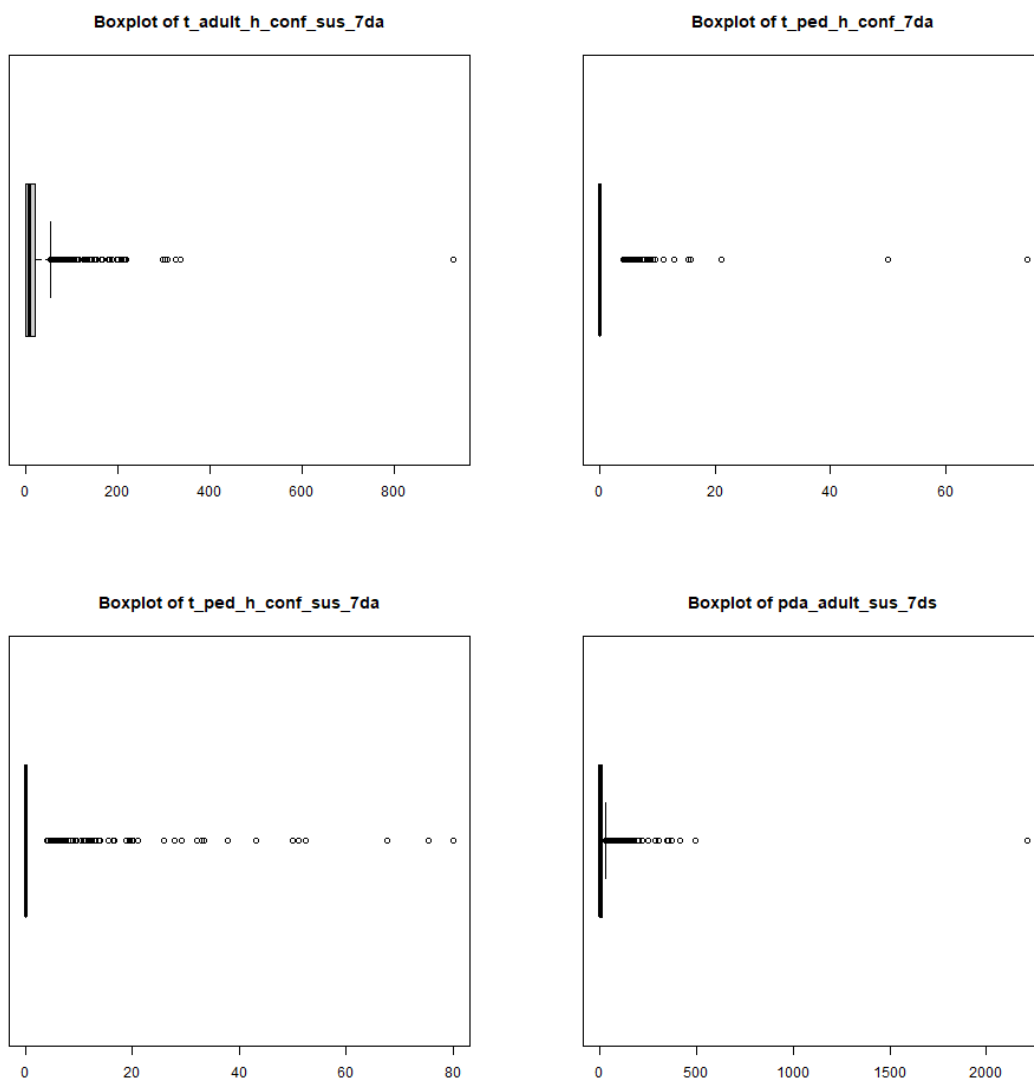 Boxplot of t_adult_h_conf_sus_7da
0 200 400 600 800
Boxplot of t_ped_h_conf_7da
0 20 40 60
Boxplot of t_ped_h_conf_sus_7da
0 20 40 60 80
Boxplot of pda_adult_sus_7ds
0 500 1000 1500 2000